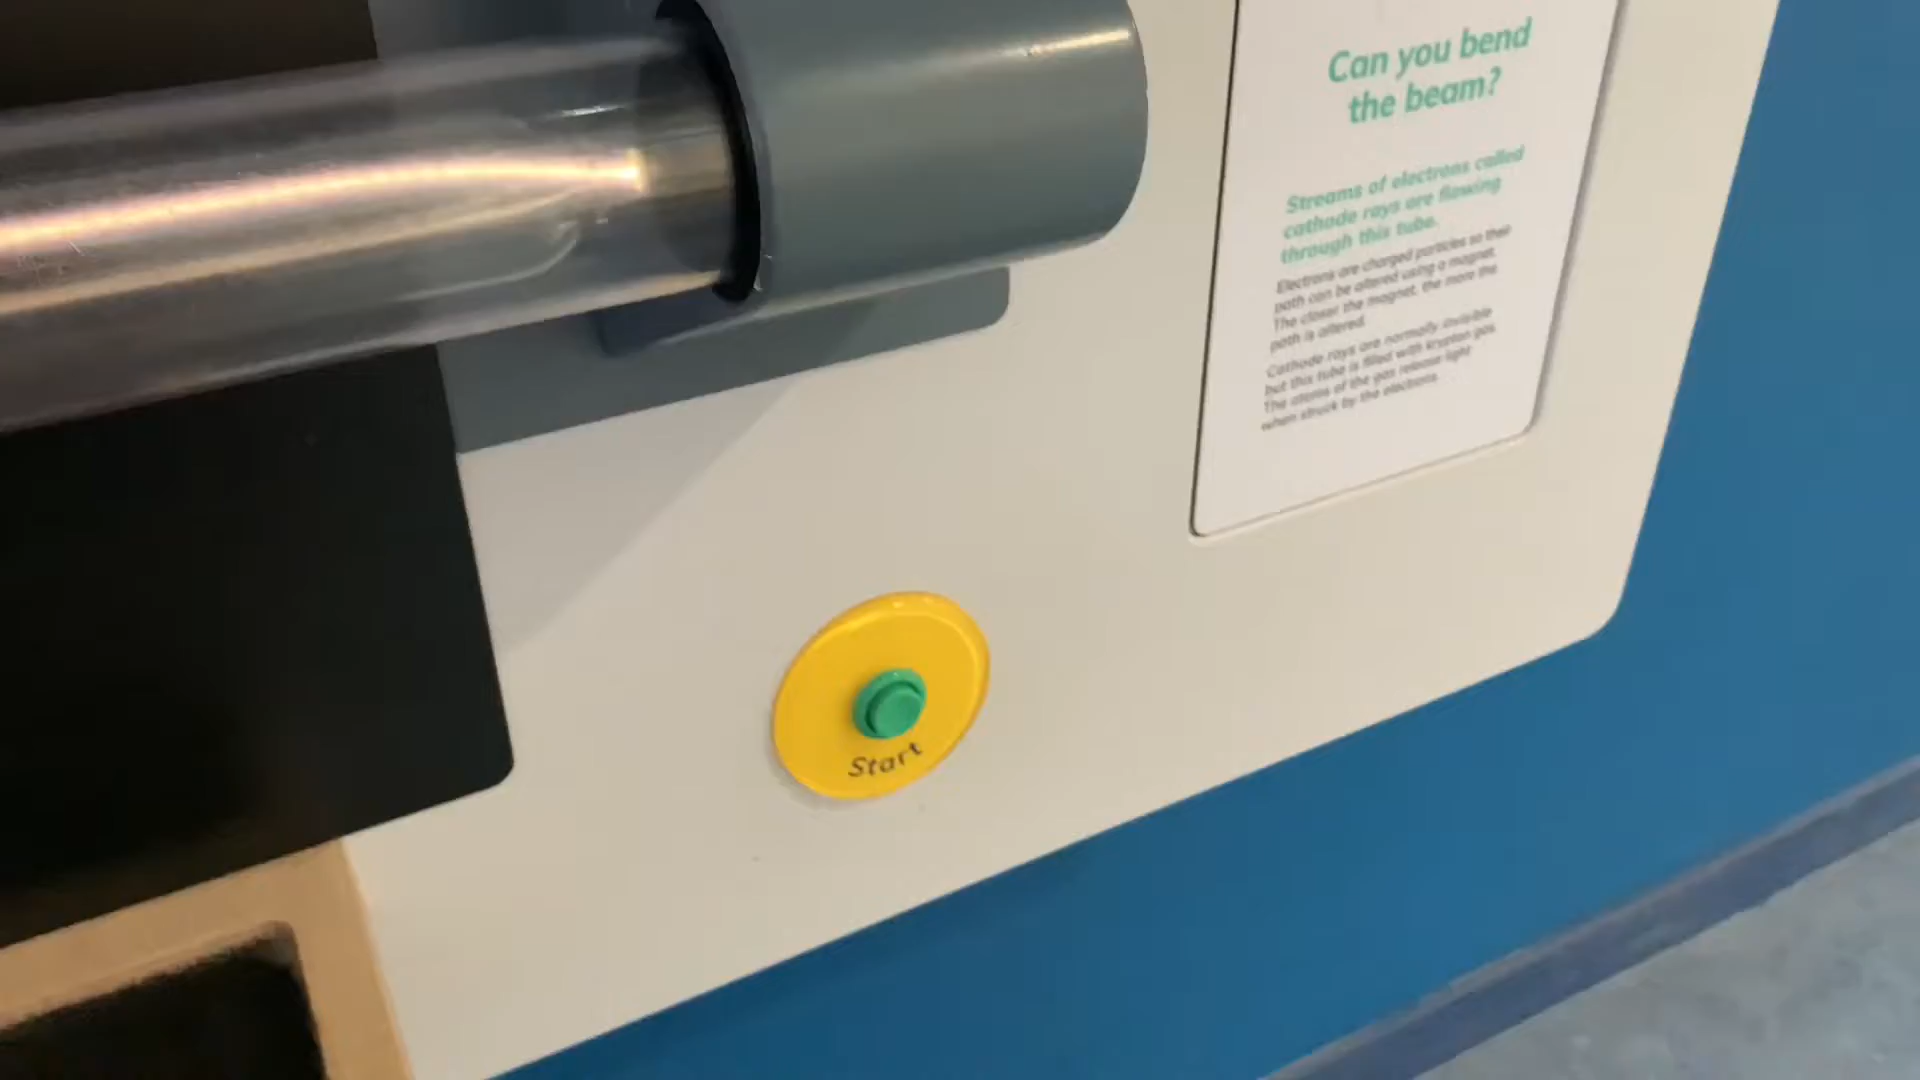 Can you bend
the beam?
Streams of electrons called
cathode rays are flowing
through this tube.
Electrons are charged particles so their
path can be altered using a magnet.
The closer the magnet, the more the
path is altered.
Cathode rays are normally invisible
but this tube is filled with krypton gas.
The atoms of the gas release light
when struck by the electrons.
Start